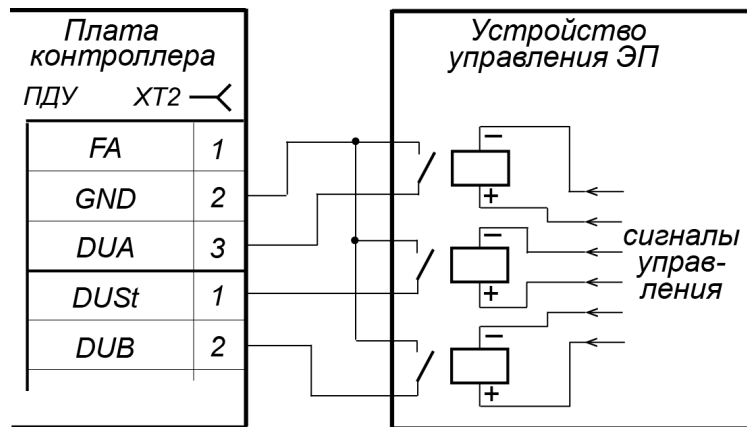 Плата
контроллера
ПДУ XT2
FA 1
GND 2
DUA 3
DUSt 1
DUB 2
Устройство
управления ЭП
−
+
−
+
−
+
сигналы
управ-
ления